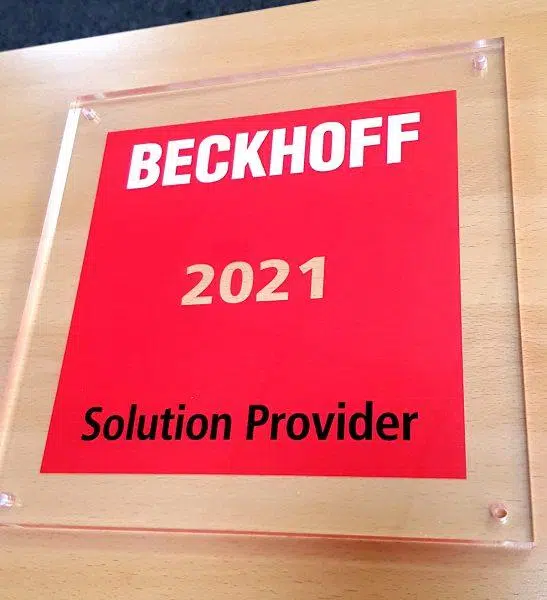 BECKHOFF
2021
Solution Provider